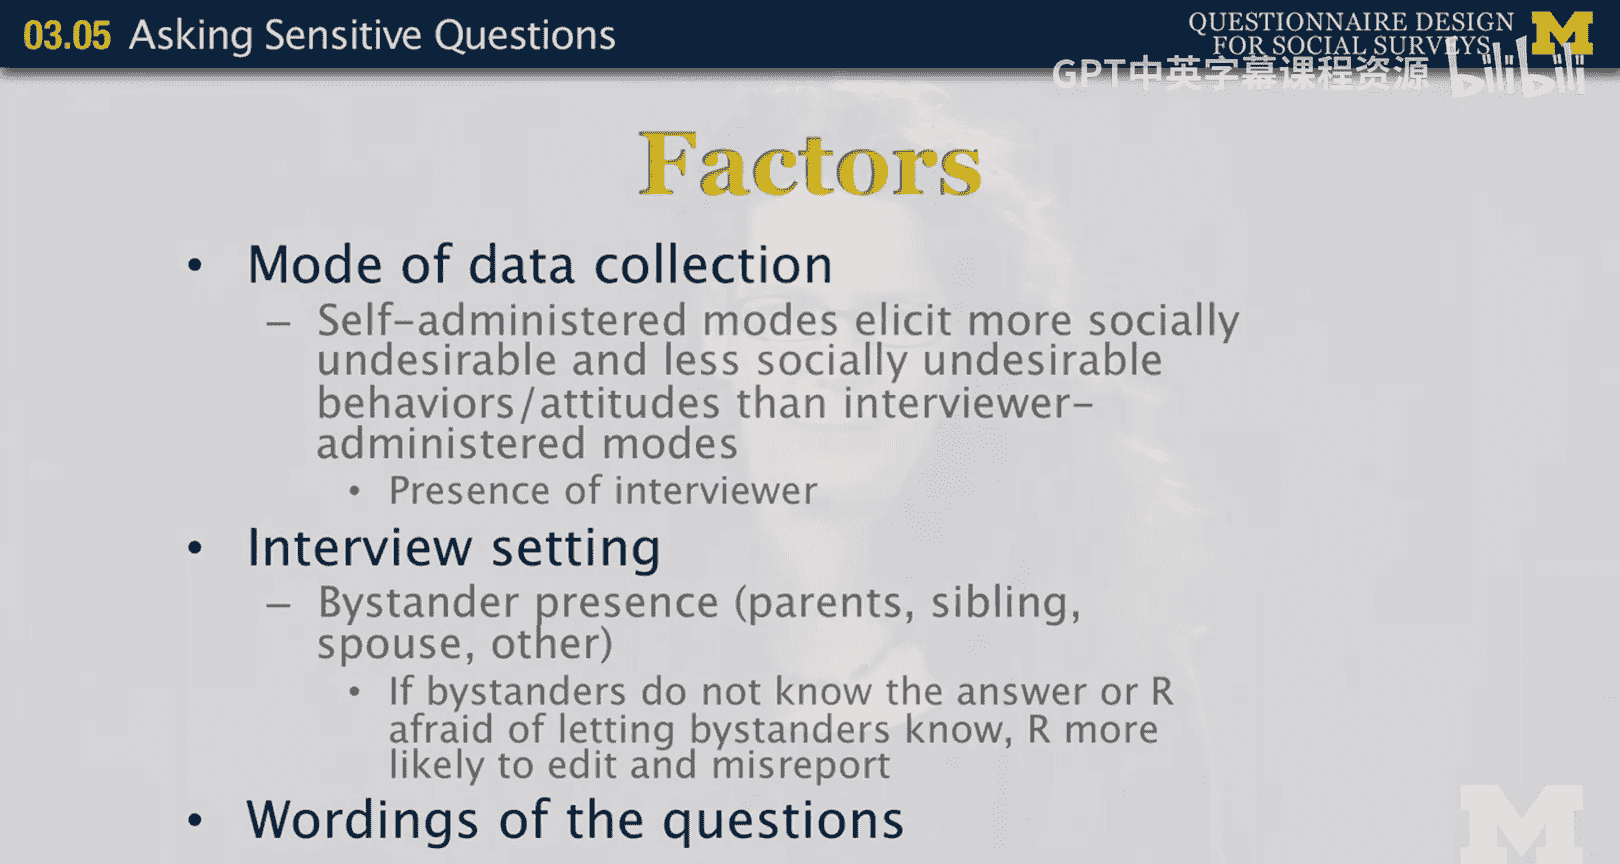 03.05 Asking Sensitive Questions
QUESTIONNAIRE DESIGN
FOR SOCIAL SURVEYS
M
GPT中英字幕课程资源 bilibili
Factors
• Mode of data collection
– Self-administered modes elicit more socially
undesirable and less socially undesirable
behaviors/attitudes than interviewer-
administered modes
• Presence of interviewer
• Interview setting
– Bystander presence (parents, sibling,
spouse, other)
• If bystanders do not know the answer or R
afraid of letting bystanders know, R more
likely to edit and misreport
• Wordings of the questions
M